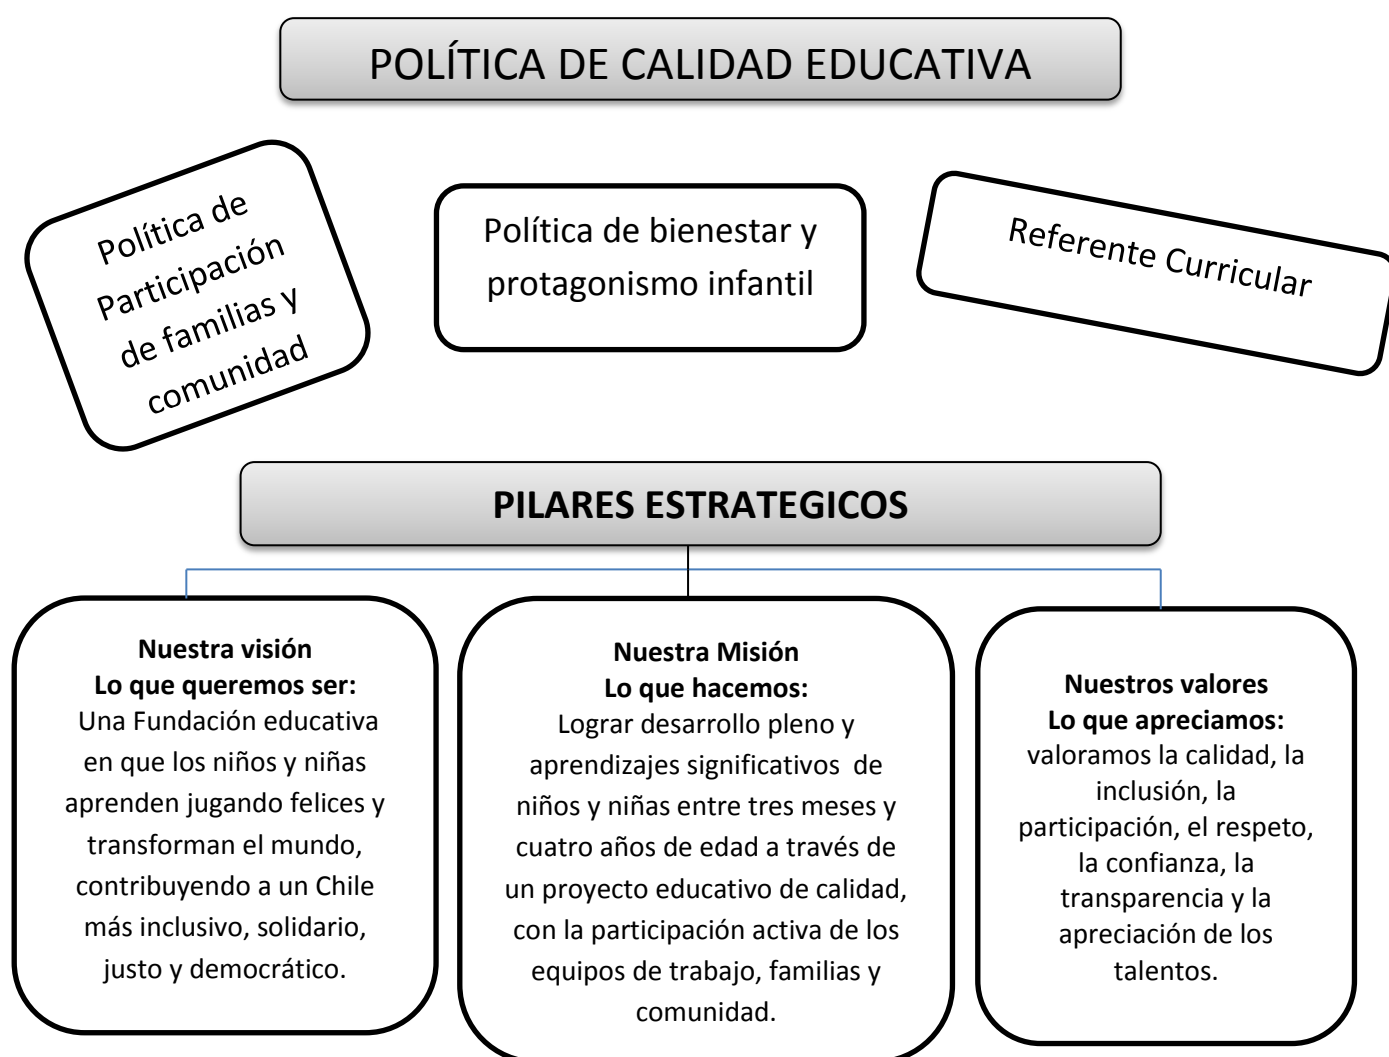 POLÍTICA DE CALIDAD EDUCATIVA
Política de
Participación
de familias y
comunidad
Política de bienestar y
protagonismo infantil
Referente Curricular
PILARES ESTRATEGICOS
Nuestra visión
Lo que queremos ser:
Una Fundación educativa
en que los niños y niñas
aprenden jugando felices y
transforman el mundo,
contribuyendo a un Chile
más inclusivo, solidario,
justo y democrático.
Nuestra Misión
Lo que hacemos:
Lograr desarrollo pleno y
aprendizajes significativos de
niños y niñas entre tres meses y
cuatro años de edad a través de
un proyecto educativo de calidad,
con la participación activa de los
equipos de trabajo, familias y
comunidad.
Nuestros valores
Lo que apreciamos:
valoramos la calidad, la
inclusión, la
participación, el respeto,
la confianza, la
transparencia y la
apreciación de los
talentos.